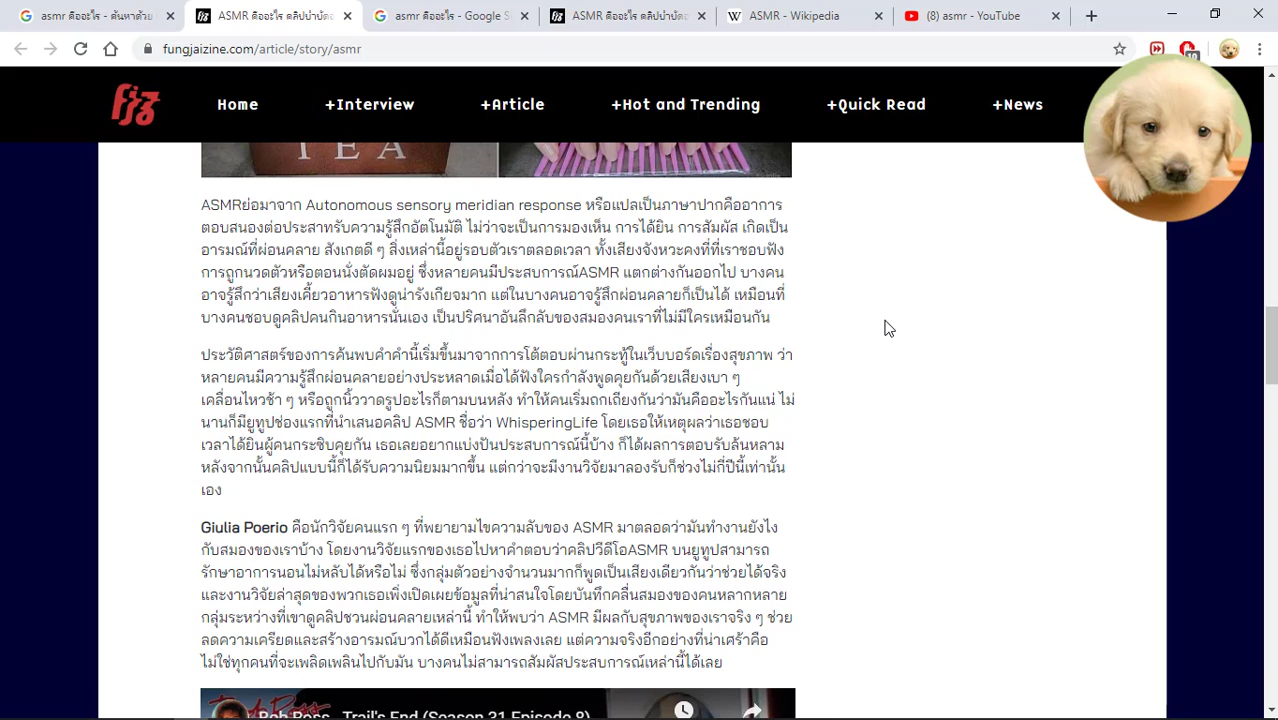 asmr คืออะไร - ค้นหาด้วย
ASMR คืออะไร คลิปบำบัดอ
asmr คืออะไร - Google S
ASMR คืออะไร คลิปบำบัดอ
ASMR - Wikipedia
(8) asmr - YouTube
fungjaizine.com/article/story/asmr
10
Home
+Interview
+Article
+Hot and Trending
+Quick Read
+News
TEA
ASMRย่อมาจาก Autonomous sensory meridian response หรือแปลเป็นภาษาปากคืออาการ
ตอบสนองต่อประสาทรับความรู้สึกอัตโนมัติ ไม่ว่าจะเป็นการมองเห็น การได้ยิน การสัมผัส เกิดเป็น
อารมณ์ที่ผ่อนคลาย สังเกตดี ๆ สิ่งเหล่านี้อยู่รอบตัวเราตลอดเวลา ทั้งเสียงจังหวะคงที่ที่เราชอบฟัง
การถูกนวดตัวหรือตอนนั่งตัดผมอยู่ ซึ่งหลายคนมีประสบการณ์ASMR แตกต่างกันออกไป บางคน
อาจรู้สึกว่าเสียงเคี้ยวอาหารฟังดูน่ารังเกียจมาก แต่ในบางคนอาจรู้สึกผ่อนคลายก็เป็นได้ เหมือนที่
บางคนชอบดูคลิปคนกินอาหารนั่นเอง เป็นปริศนาอันลึกลับของสมองคนเราที่ไม่มีใครเหมือนกัน
ประวัติศาสตร์ของการค้นพบคำคำนี้เริ่มขึ้นมาจากการโต้ตอบผ่านกระทู้ในเว็บบอร์ดเรื่องสุขภาพ ว่า
หลายคนมีความรู้สึกผ่อนคลายอย่างประหลาดเมื่อได้ฟังใครกำลังพูดคุยกันด้วยเสียงเบา ๆ
เคลื่อนไหวช้า ๆ หรือถูกนิ้ววาดรูปอะไรก็ตามบนหลัง ทำให้คนเริ่มถกเถียงกันว่ามันคืออะไรกันแน่ ไม่
นานก็มียูทูปช่องแรกที่นำเสนอคลิป ASMR ชื่อว่า WhisperingLife โดยเธอให้เหตุผลว่าเธอชอบ
เวลาได้ยินผู้คนกระซิบคุยกัน เธอเลยอยากแบ่งปันประสบการณ์นี้บ้าง ก็ได้ผลการตอบรับล้นหลาม
หลังจากนั้นคลิปแบบนี้ก็ได้รับความนิยมมากขึ้น แต่กว่าจะมีงานวิจัยมาลองรับก็ช่วงไม่กี่ปีนี้เท่านั้น
เอง
Giulia Poerio คือนักวิจัยคนแรก ๆ ที่พยายามไขความลับของ ASMR มาตลอดว่ามันทำงานยังไง
กับสมองของเราบ้าง โดยงานวิจัยแรกของเธอไปหาคำตอบว่าคลิปวีดีโอASMR บนยูทูปสามารถ
รักษาอาการนอนไม่หลับได้หรือไม่ ซึ่งกลุ่มตัวอย่างจำนวนมากก็พูดเป็นเสียงเดียวกันว่าช่วยได้จริง
และงานวิจัยล่าสุดของพวกเธอเพิ่งเปิดเผยข้อมูลที่น่าสนใจโดยบันทึกคลื่นสมองของคนหลากหลาย
กลุ่มระหว่างที่เขาดูคลิปชวนผ่อนคลายเหล่านี้ ทำให้พบว่า ASMR มีผลกับสุขภาพของเราจริง ๆ ช่วย
ลดความเครียดและสร้างอารมณ์บวกได้ดีเหมือนฟังเพลงเลย แต่ความจริงอีกอย่างที่น่าเศร้าคือ
ไม่ใช่ทุกคนที่จะเพลิดเพลินไปกับมัน บางคนไม่สามารถสัมผัสประสบการณ์เหล่านี้ได้เลย
Bob Ross - Trail's End (Season 21 Episode 8)